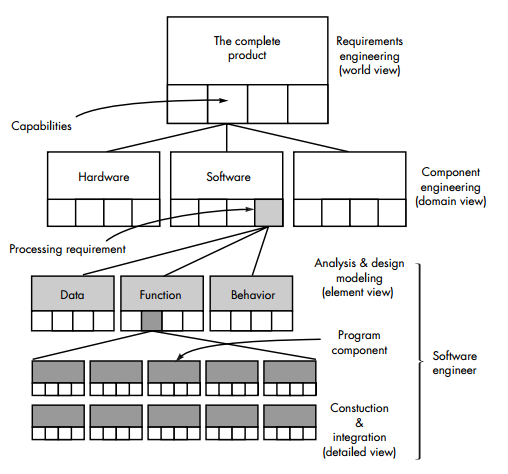 The complete
product
Requirements
engineering
(world view)
Capabilities
Hardware
Software
Component
engineering
(domain view)
Processing requirement
Analysis & design
modeling
(element view)
Data
Function
Behavior
Program
component
Software
engineer
Constuction
&
integration
(detailed view)